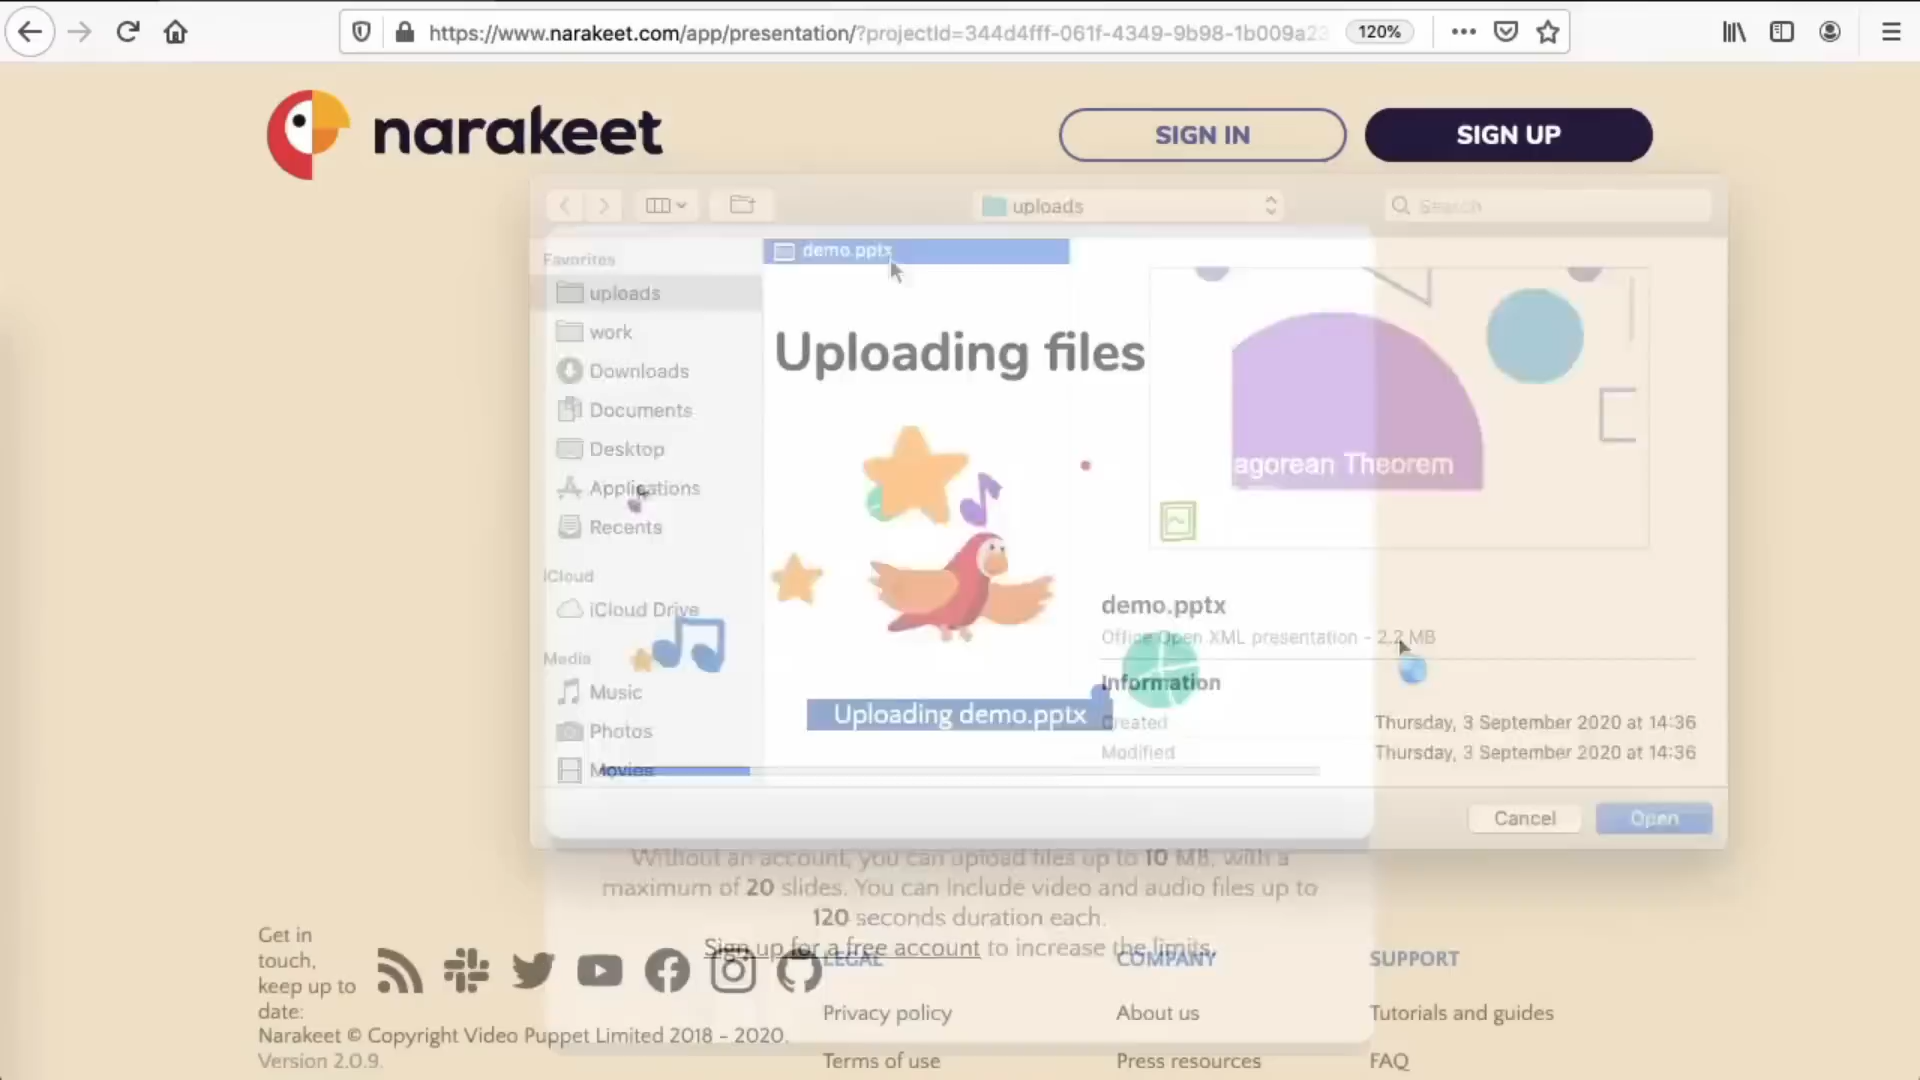 https://www.narakeet.com/app/presentation/?projectId=344d4fff-061f-4349-9b98-1b009a23
120%
narakeet
SIGN IN
SIGN UP
uploads
Search
Favorites
uploads
work
Downloads
Documents
Desktop
Applications
Recents
iCloud
iCloud Drive
Media
Music
Photos
Movies
demo.pptx
Uploading files
agorean Theorem
Uploading demo.pptx
demo.pptx
Office Open XML presentation - 2.2 MB
Information
Created
Thursday, 3 September 2020 at 14:36
Modified
Thursday, 3 September 2020 at 14:36
Cancel
Open
Without an account, you can upload files up to 10 MB, with a
maximum of 20 slides. You can include video and audio files up to
120 seconds duration each.
Sign up for a free account to increase the limits.
Get in
touch,
keep up to
date:
Narakeet © Copyright Video Puppet Limited 2018 - 2020.
Version 2.0.9.
LEGAL
Privacy policy
Terms of use
COMPANY
About us
Press resources
SUPPORT
Tutorials and guides
FAQ